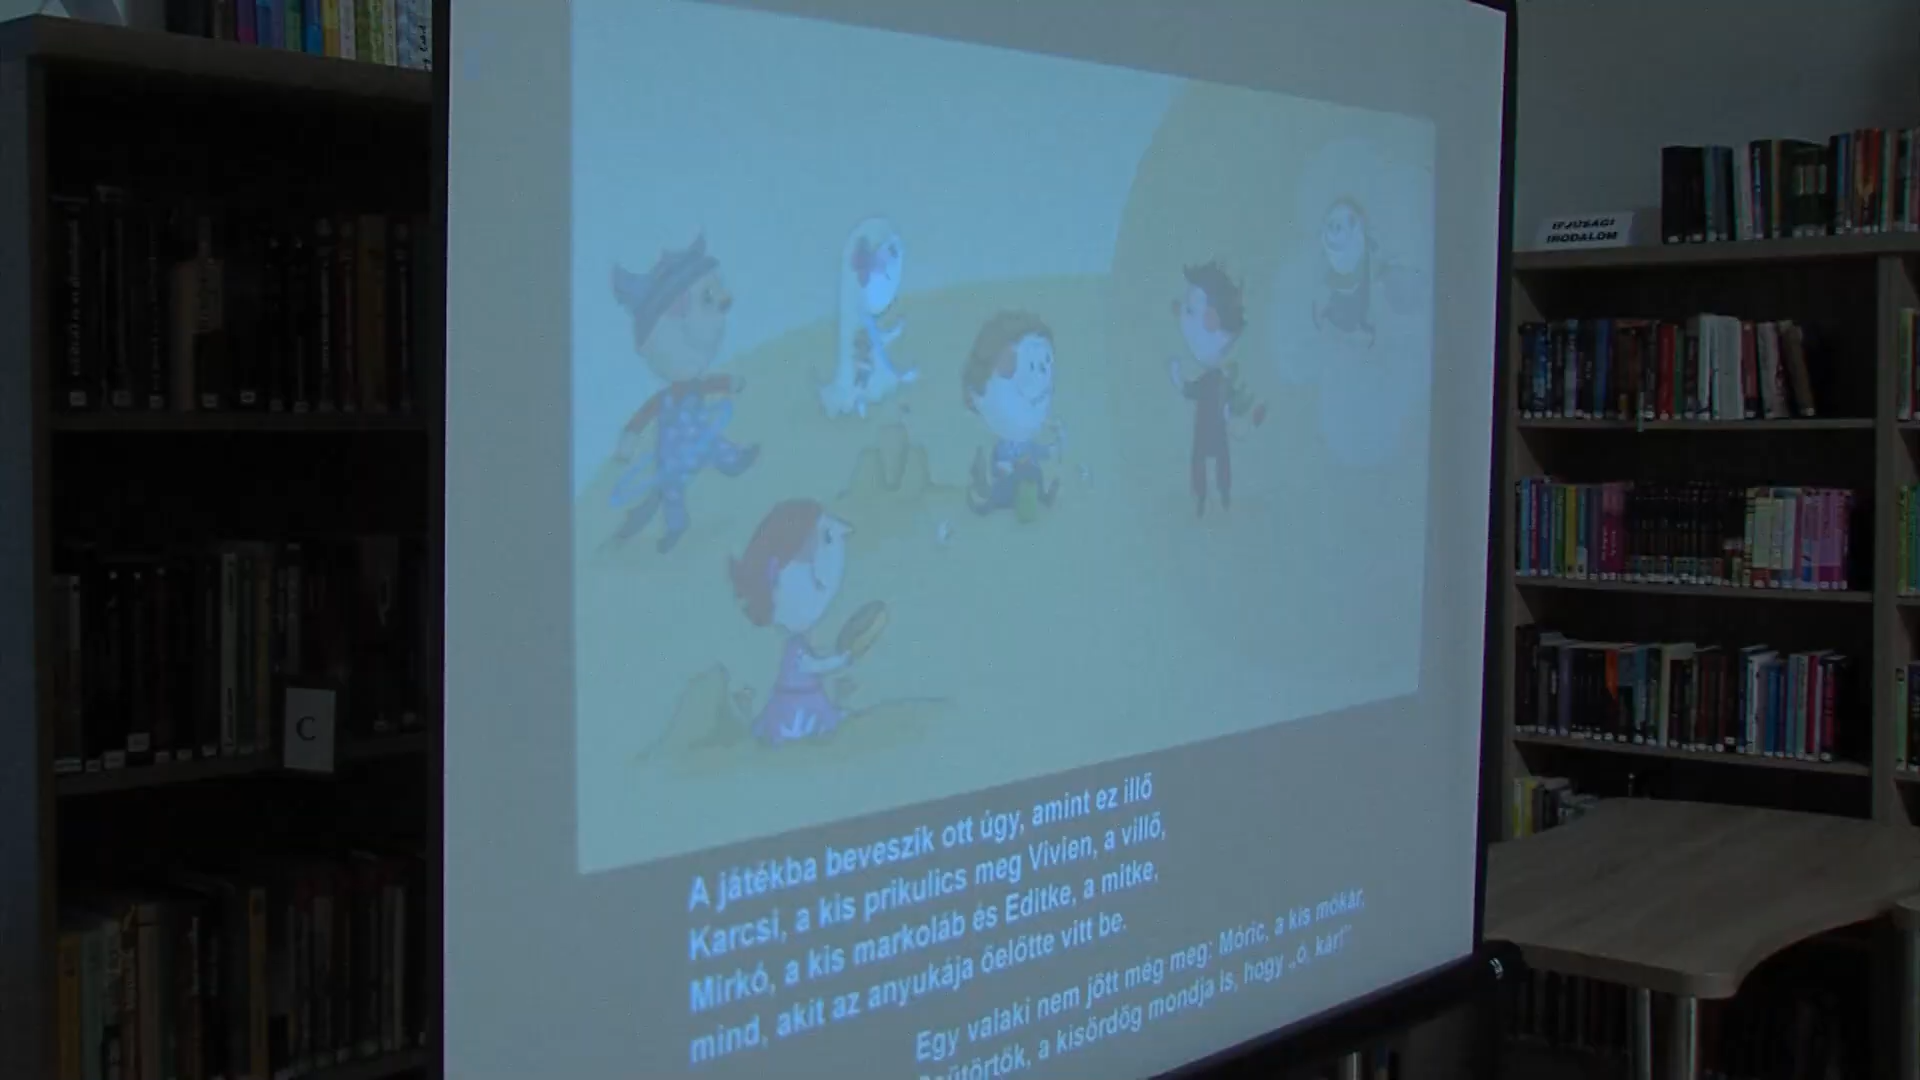 IFJÚSÁGI
IRODALOM
C
A játékba beveszik ott úgy, amint ez illő
Karcsi, a kis prikulics meg Vivien, a villő,
Mirkó, a kis markoláb és Editke, a mitke,
mind, akit az anyukája őelőtte vitt be.
Egy valaki nem jött még meg: Móric, a kis mókár,
a kisördög mondja is, hogy „ó, kár!”